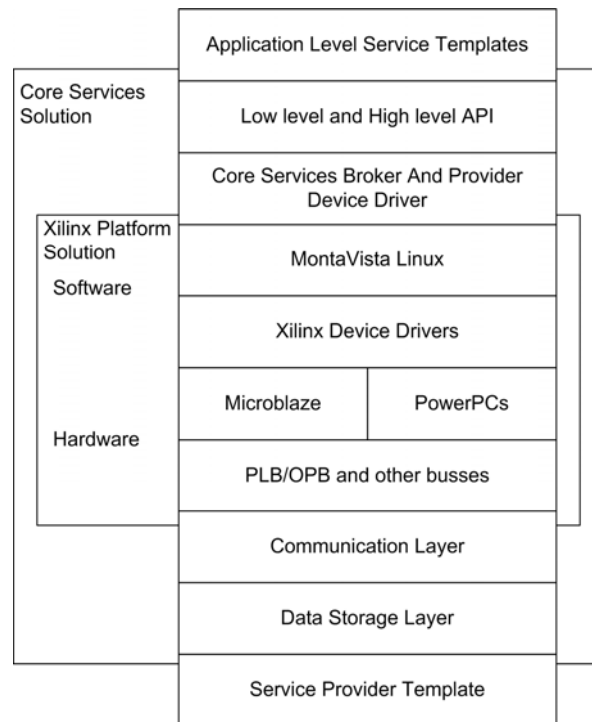 Application Level Service Templates
Core Services
Solution
Low level and High level API
Core Services Broker And Provider
Device Driver
Xilinx Platform
Solution
MontaVista Linux
Software
Xilinx Device Drivers
Microblaze
PowerPCs
Hardware
PLB/OPB and other busses
Communication Layer
Data Storage Layer
Service Provider Template